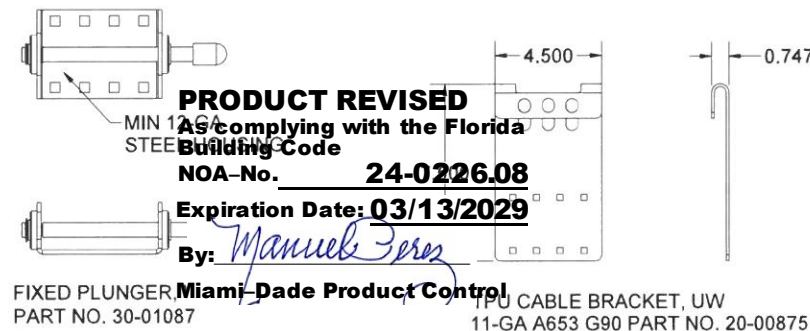 4.500
0.747
PRODUCT REVISED
MIN 12-GA
STEEL HOUSING
As complying with the Florida
Building Code
NOA–No. 24-0226.08
Expiration Date: 03/13/2029
By: Manuel Perez
Miami–Dade Product Control
FIXED PLUNGER,
PART NO. 30-01087
TPU CABLE BRACKET, UW
11-GA A653 G90 PART NO. 20-00875